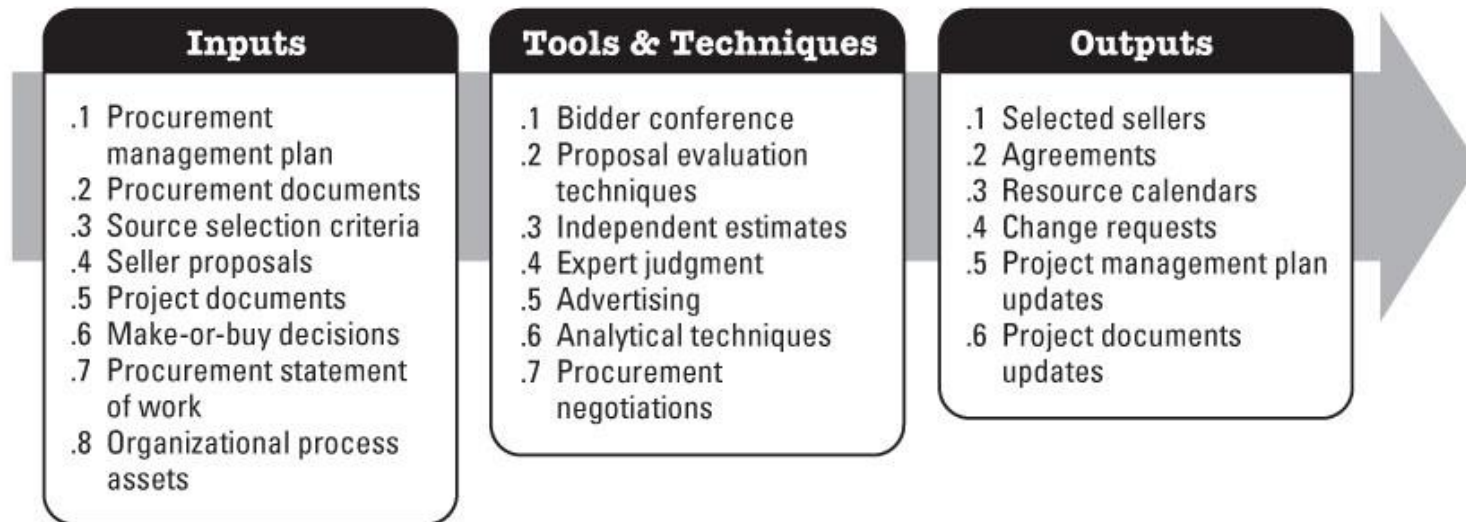 Inputs
.1 Procurement
management plan
.2 Procurement documents
.3 Source selection criteria
.4 Seller proposals
.5 Project documents
.6 Make-or-buy decisions
.7 Procurement statement
of work
.8 Organizational process
assets
Tools & Techniques
.1 Bidder conference
.2 Proposal evaluation
techniques
.3 Independent estimates
.4 Expert judgment
.5 Advertising
.6 Analytical techniques
.7 Procurement
negotiations
Outputs
.1 Selected sellers
.2 Agreements
.3 Resource calendars
.4 Change requests
.5 Project management plan
updates
.6 Project documents
updates